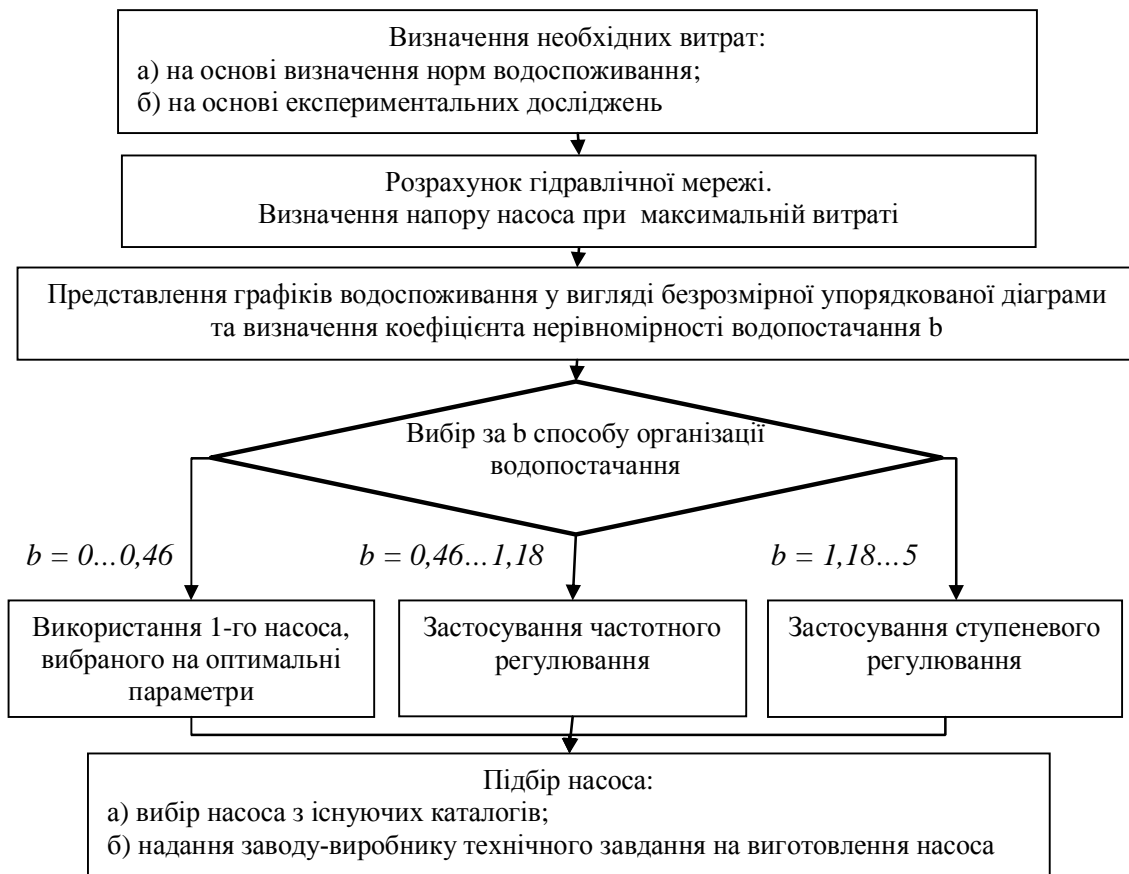 Визначення необхідних витрат:
а) на основі визначення норм водоспоживання;
б) на основі експериментальних досліджень
Розрахунок гідравлічної мережі.
Визначення напору насоса при максимальній витраті
Представлення графіків водоспоживання у вигляді безрозмірної упорядкованої діаграми
та визначення коефіцієнта нерівномірності водопостачання b
Вибір за b способу організації
водопостачання
b = 0...0,46
b = 0,46...1,18
b = 1,18...5
Використання 1-го насоса,
вибраного на оптимальні
параметри
Застосування частотного
регулювання
Застосування ступеневого
регулювання
Підбір насоса:
а) вибір насоса з існуючих каталогів;
б) надання заводу-виробнику технічного завдання на виготовлення насоса